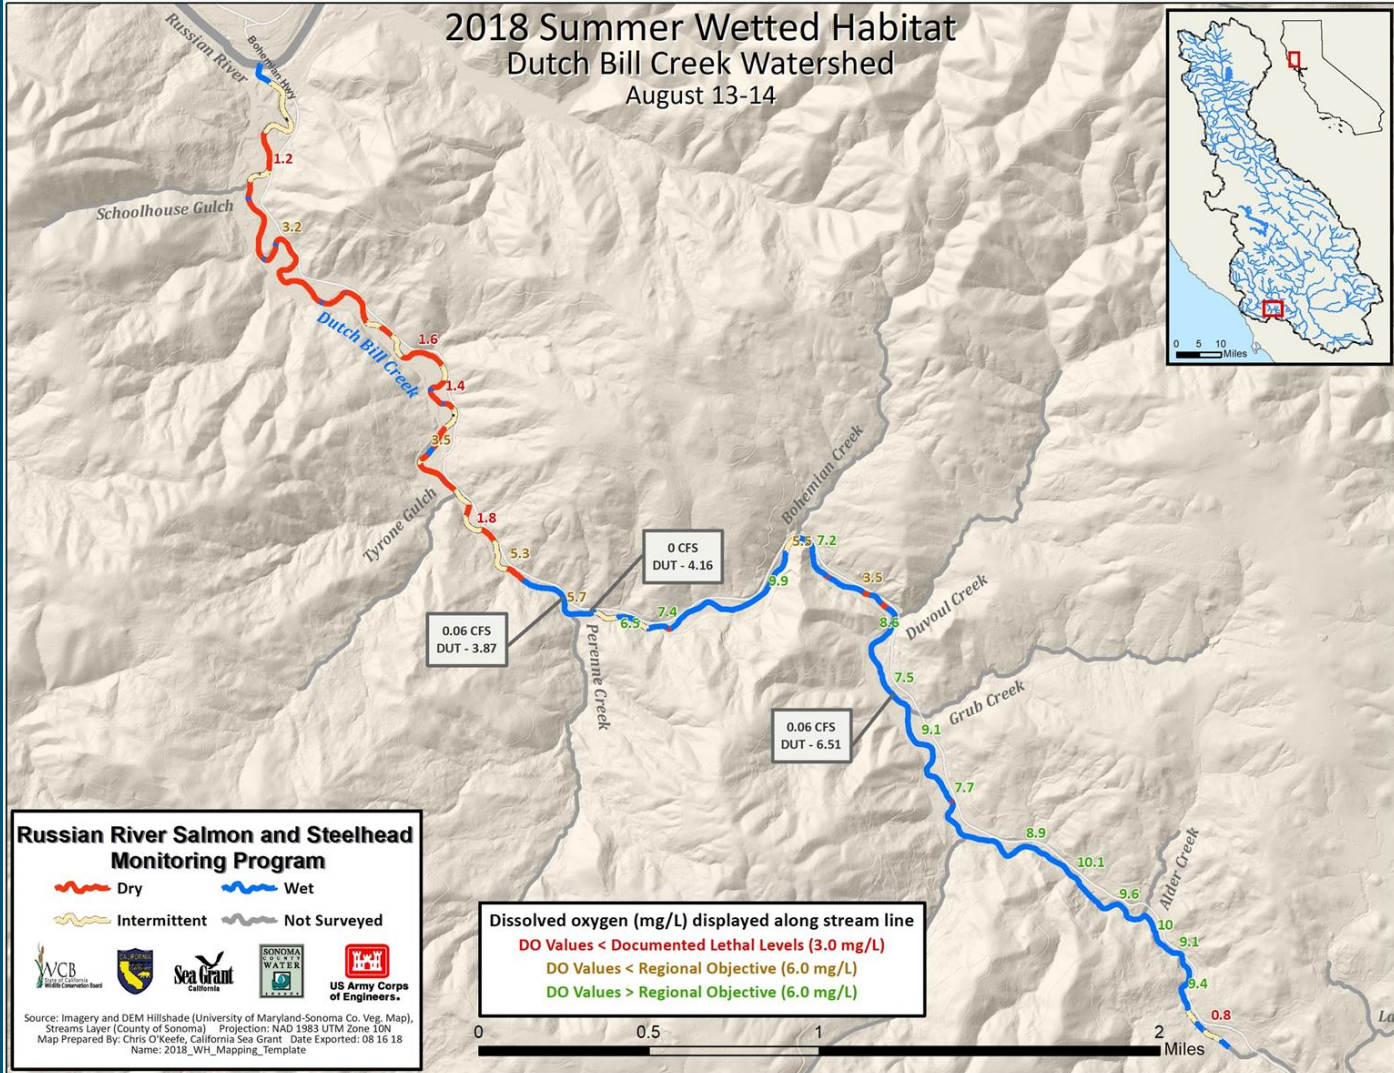 2018 Summer Wetted Habitat
Dutch Bill Creek Watershed
August 13-14
Russian River
Bohemian Hwy
1.2
Schoolhouse Gulch
3.2
Dutch Bill Creek
1.6
1.4
3.5
Tyrone Gulch
1.8
5.3
0 CFS
DUT - 4.16
5.7
0.06 CFS
DUT - 3.87
Perenne Creek
6.5
7.4
9.9
Bohemian Creek
5.5
7.2
3.5
8.6
Duvoul Creek
7.5
Grub Creek
0.06 CFS
DUT - 6.51
9.1
7.7
8.9
10.1
9.6
Alder Creek
10
9.1
9.4
0.8
La
0 5 10
Miles
Russian River Salmon and Steelhead
Monitoring Program
Dry
Wet
Intermittent
Not Surveyed
WCB
State of California
Wildlife Conservation Board
CALIFORNIA
Sea Grant
California
SONOMA
COUNTY
WATER
AGENCY
US Army Corps
of Engineers®
Source: Imagery and DEM Hillshade (University of Maryland-Sonoma Co. Veg. Map),
Streams Layer (County of Sonoma) Projection: NAD 1983 UTM Zone 10N
Map Prepared By: Chris O'Keefe, California Sea Grant Date Exported: 08 16 18
Name: 2018_WH_Mapping_Template
Dissolved oxygen (mg/L) displayed along stream line
DO Values < Documented Lethal Levels (3.0 mg/L)
DO Values < Regional Objective (6.0 mg/L)
DO Values > Regional Objective (6.0 mg/L)
0 0.5 1 2
Miles